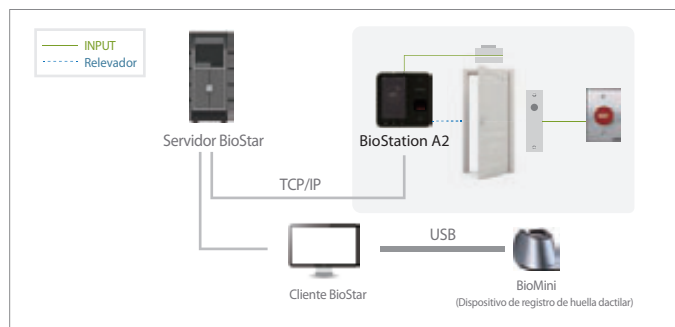 INPUT
Relevador
Servidor BioStar
BioStation A2
TCP/IP
USB
Cliente BioStar
BioMini
(Dispositivo de registro de huella dactilar)